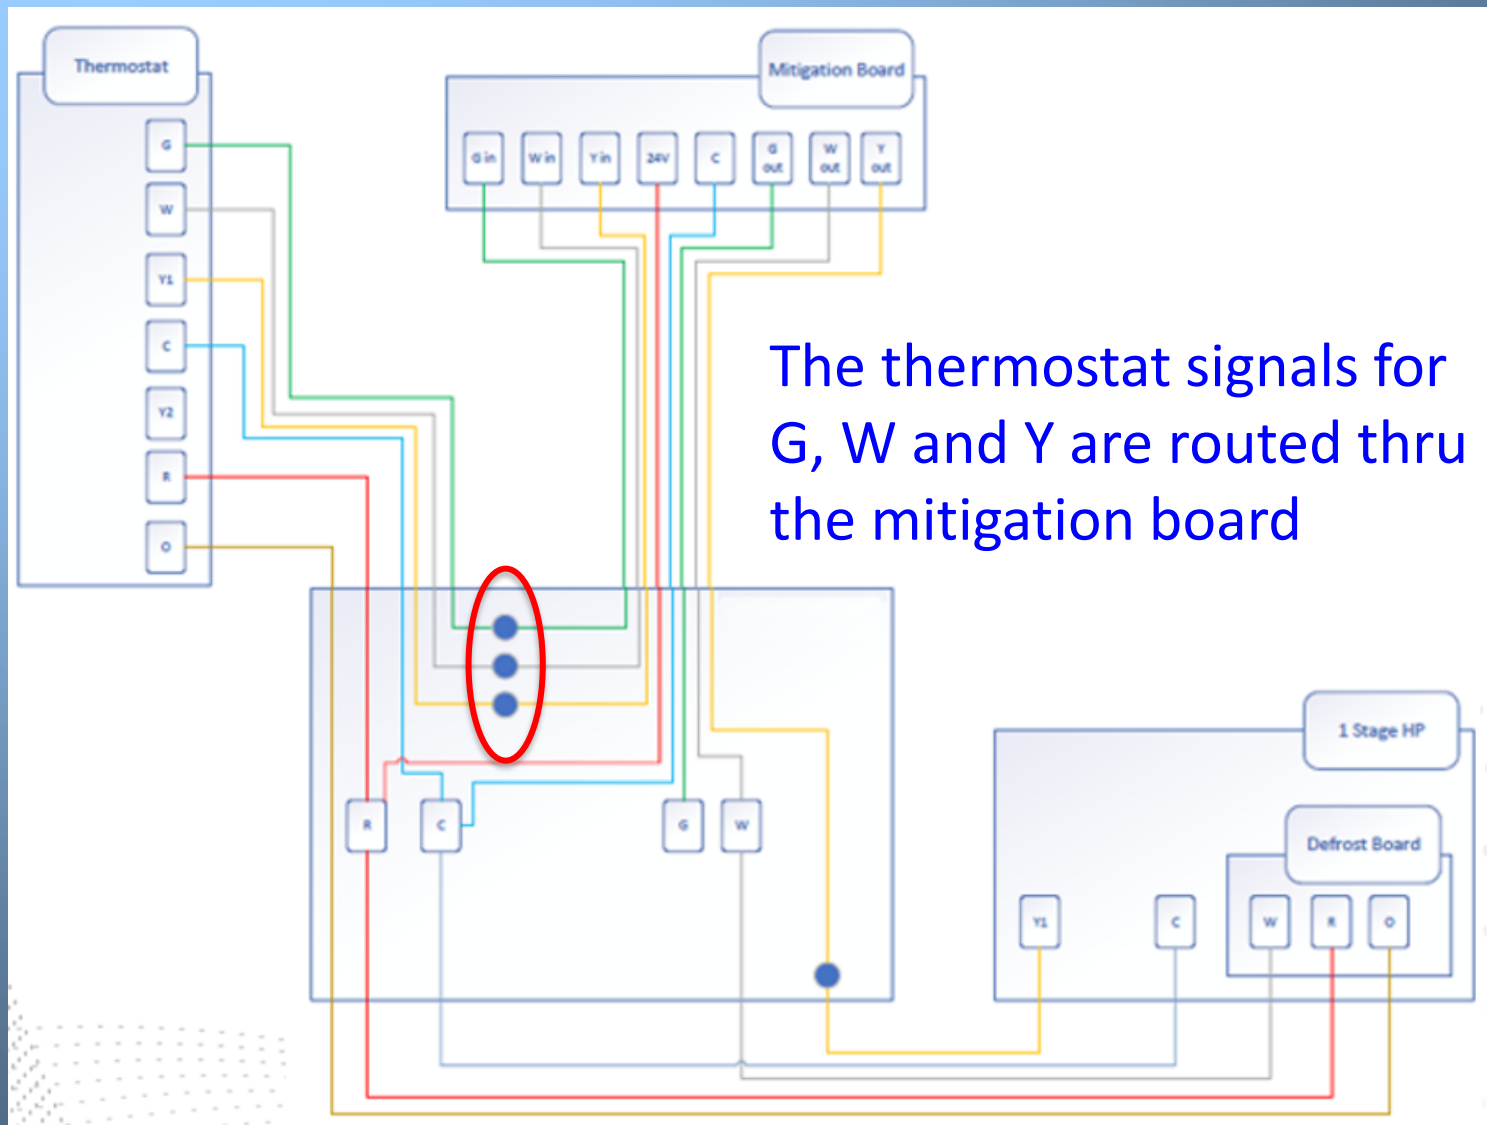 Thermostat
G
W
Y1
C
Y2
R
O
Mitigation Board
G in
W in
Y in
24V
C
G
out
W
out
Y
out
The thermostat signals for
G, W and Y are routed thru
the mitigation board
R
C
G
W
1 Stage HP
Defrost Board
Y1
C
W
R
O